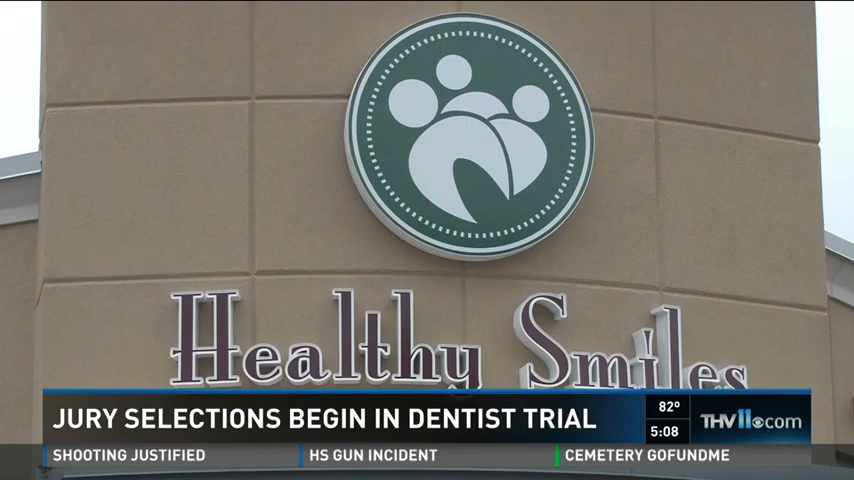 Healthy Smiles
JURY SELECTIONS BEGIN IN DENTIST TRIAL
82º
5:08
THV11.com
SHOOTING JUSTIFIED
HS GUN INCIDENT
CEMETERY GOFUNDME